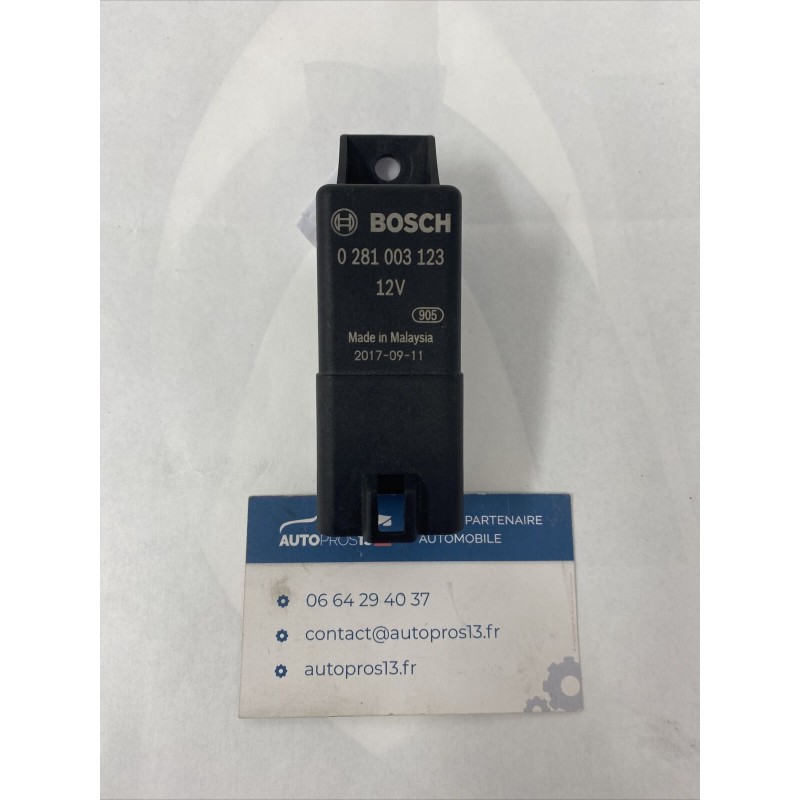 BOSCH
0 281 003 123
12V
905
Made in Malaysia
2017-09-11
AUTOPROS13
PARTENAIRE
AUTOMOBILE
06 64 29 40 37
contact@autopros13.fr
autopros13.fr